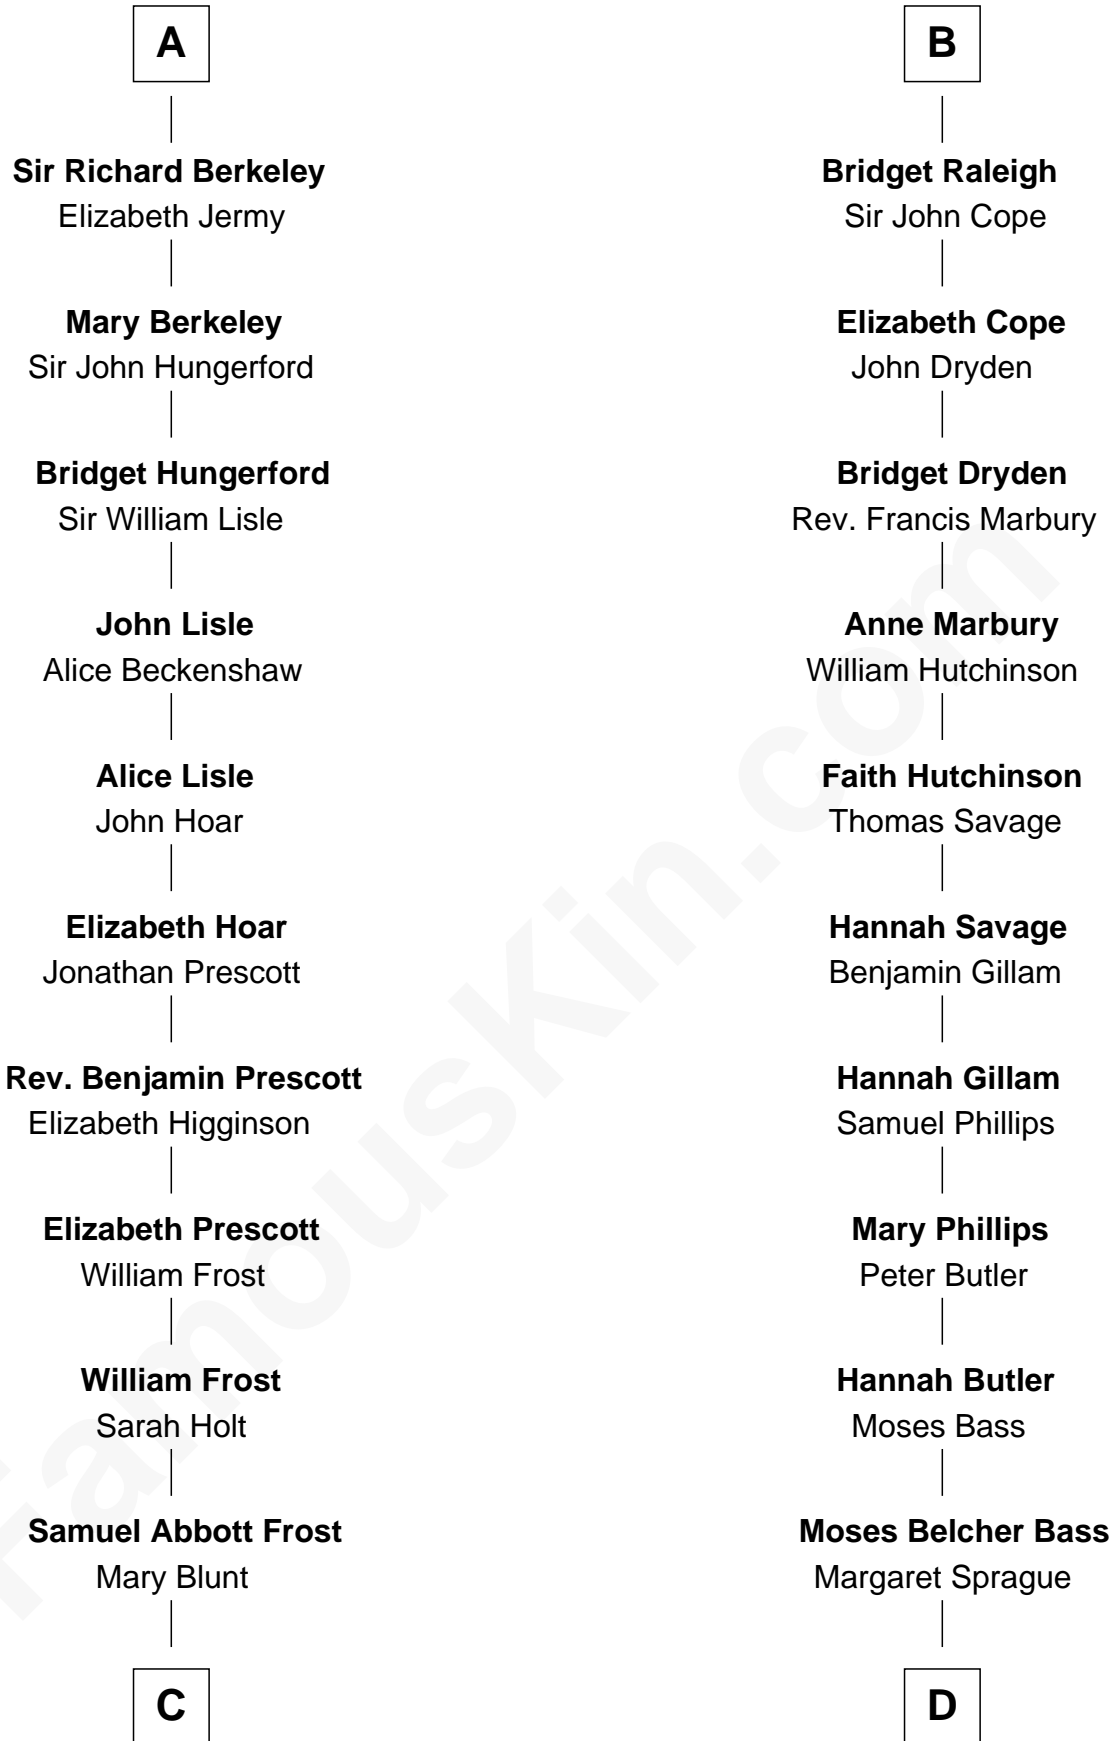 A
Sir Richard Berkeley
Elizabeth Jermy
Mary Berkeley
Sir John Hungerford
Bridget Hungerford
Sir William Lisle
John Lisle
Alice Beckenshaw
Alice Lisle
John Hoar
Elizabeth Hoar
Jonathan Prescott
Rev. Benjamin Prescott
Elizabeth Higginson
Elizabeth Prescott
William Frost
William Frost
Sarah Holt
Samuel Abbott Frost
Mary Blunt
C
B
Bridget Raleigh
Sir John Cope
Elizabeth Cope
John Dryden
Bridget Dryden
Rev. Francis Marbury
Anne Marbury
William Hutchinson
Faith Hutchinson
Thomas Savage
Hannah Savage
Benjamin Gillam
Hannah Gillam
Samuel Phillips
Mary Phillips
Peter Butler
Hannah Butler
Moses Bass
Moses Belcher Bass
Margaret Sprague
D
FamousKin.com